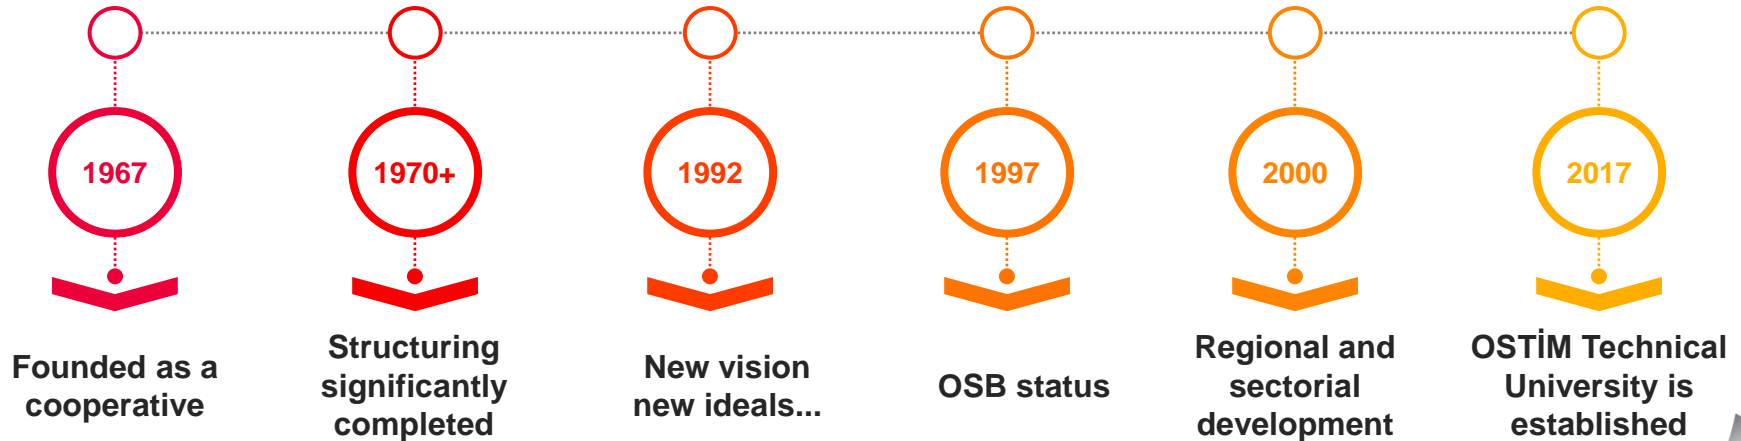 1967
1970+
1992
1997
2000
2017
Founded as a
cooperative
Structuring
significantly
completed
New vision
new ideals...
OSB status
Regional and
sectorial
development
OSTİM Technical
University is
established